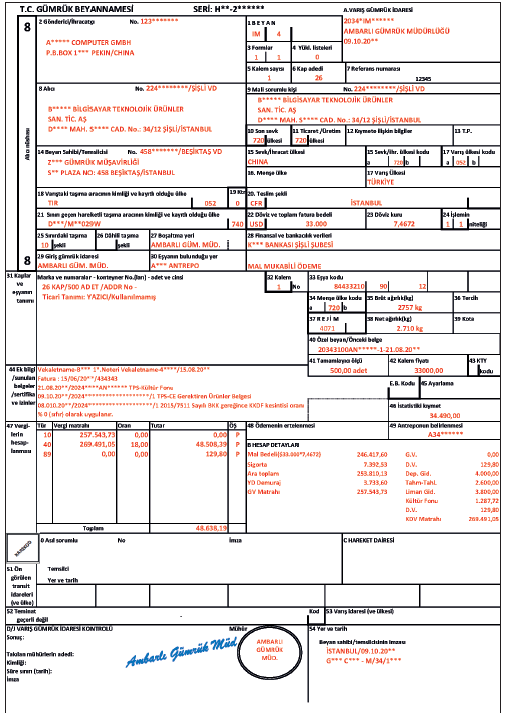 T.C. GÜMRÜK BEYANNAMESİ SERİ: H**-2******
8
2 Gönderici/İhracatçı No. 123*******
A***** COMPUTER GMBH
P.B.BOX 1*** PEKIN/CHINA
1 BEYAN
IM 4
A.VARIŞ GÜMRÜK İDARESİ
2034*IM******
AMBARLI GÜMRÜK MÜDÜRLÜĞÜ
09.10.20**
3 Formlar 4 Yük. listeleri
1 1 0
5 Kalem sayısı 6 Kap adedi 7 Referans numarası
1 26 12345
8 Alıcı No. 224********/ŞİŞLİ VD
B***** BİLGİSAYAR TEKNOLOJİK ÜRÜNLER
SAN. TİC. AŞ
D**** MAH. S**** CAD. No.: 34/12 ŞİŞLİ/İSTANBUL
9 Mali sorumlu kişi No. 224********/ŞİŞLİ VD
B***** BİLGİSAYAR TEKNOLOJİK ÜRÜNLER
SAN. TİC. AŞ
D**** MAH. S**** CAD. No.: 34/12 ŞİŞLİ/İSTANBUL
10 Son sevk 11 Ticaret/Üretim 12 Kıymete ilişkin bilgiler 13 T.P.
720 ülkesi 720 ülkesi
Alıcı nüshası
14 Beyan Sahibi/Temsilcisi No. 458*******/BEŞİKTAŞ VD
Z*** GÜMRÜK MÜŞAVİRLİĞİ
S** PLAZA NO: 458 BEŞİKTAŞ/İSTANBUL
15 Sevk/İhracat ülkesi 15 Sevk/ihr. ülkesi kodu 17 Varış ülkesi kodu
CHINA a 720 b a 052 b
16. Menşe ülke 17 Varış Ülkesi
TÜRKİYE
18 Varıştaki taşıma aracının kimliği ve kayıtlı olduğu ülke 19 Ktr
TIR 052 0
20. Teslim şekli
CFR İSTANBUL
21 Sınırı geçen hareketli taşıma aracının kimliği ve kayıtlı olduğu ülke
D***/M**029W 740
22 Döviz ve toplam fatura bedeli 23 Döviz kuru 24 İşlemin
USD 33.000 7,4672 1 1 niteliği
25 Sınırdaki taşıma 26 Dâhili taşıma 27 Boşaltma yeri
10 şekli şekli AMBARLI GÜM. MÜD.
28 Finansal ve bankacılık verileri
K*** BANKASI ŞİŞLİ ŞUBESİ
8
29 Giriş gümrük idaresi 30 Eşyanın bulunduğu yer
AMBARLI GÜM. MÜD. A*** ANTREPO
MAL MUKABİLİ ÖDEME
31 Kaplar
ve
eşyanın
tanımı
Marka ve numaralar - konteyner No.(ları) - adet ve cinsi
26 KAP/500 AD ET /ADDR No -
Ticari Tanımı: YAZICI/Kullanılmamış
32 Kalem 33 Eşya kodu
1 No 84433210 90 12
34 Menşe ülke kodu 35 Brüt ağırlık(kg) 36 Tercih
a 720 b 2757 kg
37 R E J İ M 38 Net ağırlık(kg) 39 Kota
4071 2.710 kg
40 Özel beyan/Önceki belge
20343100AN*****-1-21.08.20**
41 Tamamlayıcı ölçü 42 Kalem fiyatı 43 KTY
500,00 adet 33000,00 kodu
44 Ek bilgi
/sunulan
belgeler
/sertifika
ve izinler
Vekaletname-B*** 1*.Noteri Vekaletname-4****/15.08.20**
Fatura : 15/06/20**/434343
21.08.20**/2024****AN****** TPS-Kültür Fonu
09.10.20**/2024*******************/1 TPS-CE Gerektiren Ürünler Belgesi
08.010.20**/2024******************/1 2015/7511 Sayılı BKK gereğince KKDF kesintisi oranı
% 0 (sıfır) olarak uygulanır.
E.B. Kodu 45 Ayarlama
46 İstatistiki kıymet
34.490,00
47 Vergi-
lerin
hesap-
lanması
Tür Vergi matrahı Oran Tutar ÖŞ
10 257.543,73 0,00 0,00 P
40 269.491,05 18,00 48.508,39 P
89 0,00 0,00 129,80 P
Toplam 48.638,19
48 Ödemenin ertelenmesi 49 Antreponun belirlenmesi
A34******
B HESAP DETAYLARI
Mal Bedeli($33.000*7,4672) 246.417,60 G.V. 0,00
Sigorta 7.392,53 D.V. 129,80
Ara toplam 253.810,13 Dep. Gid. 4.000,00
YD Demuraj 3.733,60 Tahm-Tahl. 2.600,00
GV Matrahı 257.543,73 Liman Gid. 3.800,00
Kültür Fonu 1.287,72
D.V. 129,80
KDV Matrahı 269.491,05
0 Asıl sorumlu No İmza
C HAREKET DAİRESİ
Temsilci
Yer ve tarih
51 Ön
görülen
transit
idareleri
(ve ülke)
52 Teminat
geçerli değil
Kod 53 Varış İdaresi (ve ülkesi)
D/J VARIŞ GÜMRÜK İDARESİ KONTROLÜ Mühür
Sonuç:
Takılan mühürlerin adedi:
Kimliği:
Süre sınırı (tarih):
İmza
Ambarlı Gümrük Müd
AMBARLI
GÜMRÜK
MÜD.
54 Yer ve tarih
Beyan sahibi/temsilcisinin imzası
İSTANBUL/09.10.20**
G*** C*** - M/34/1***